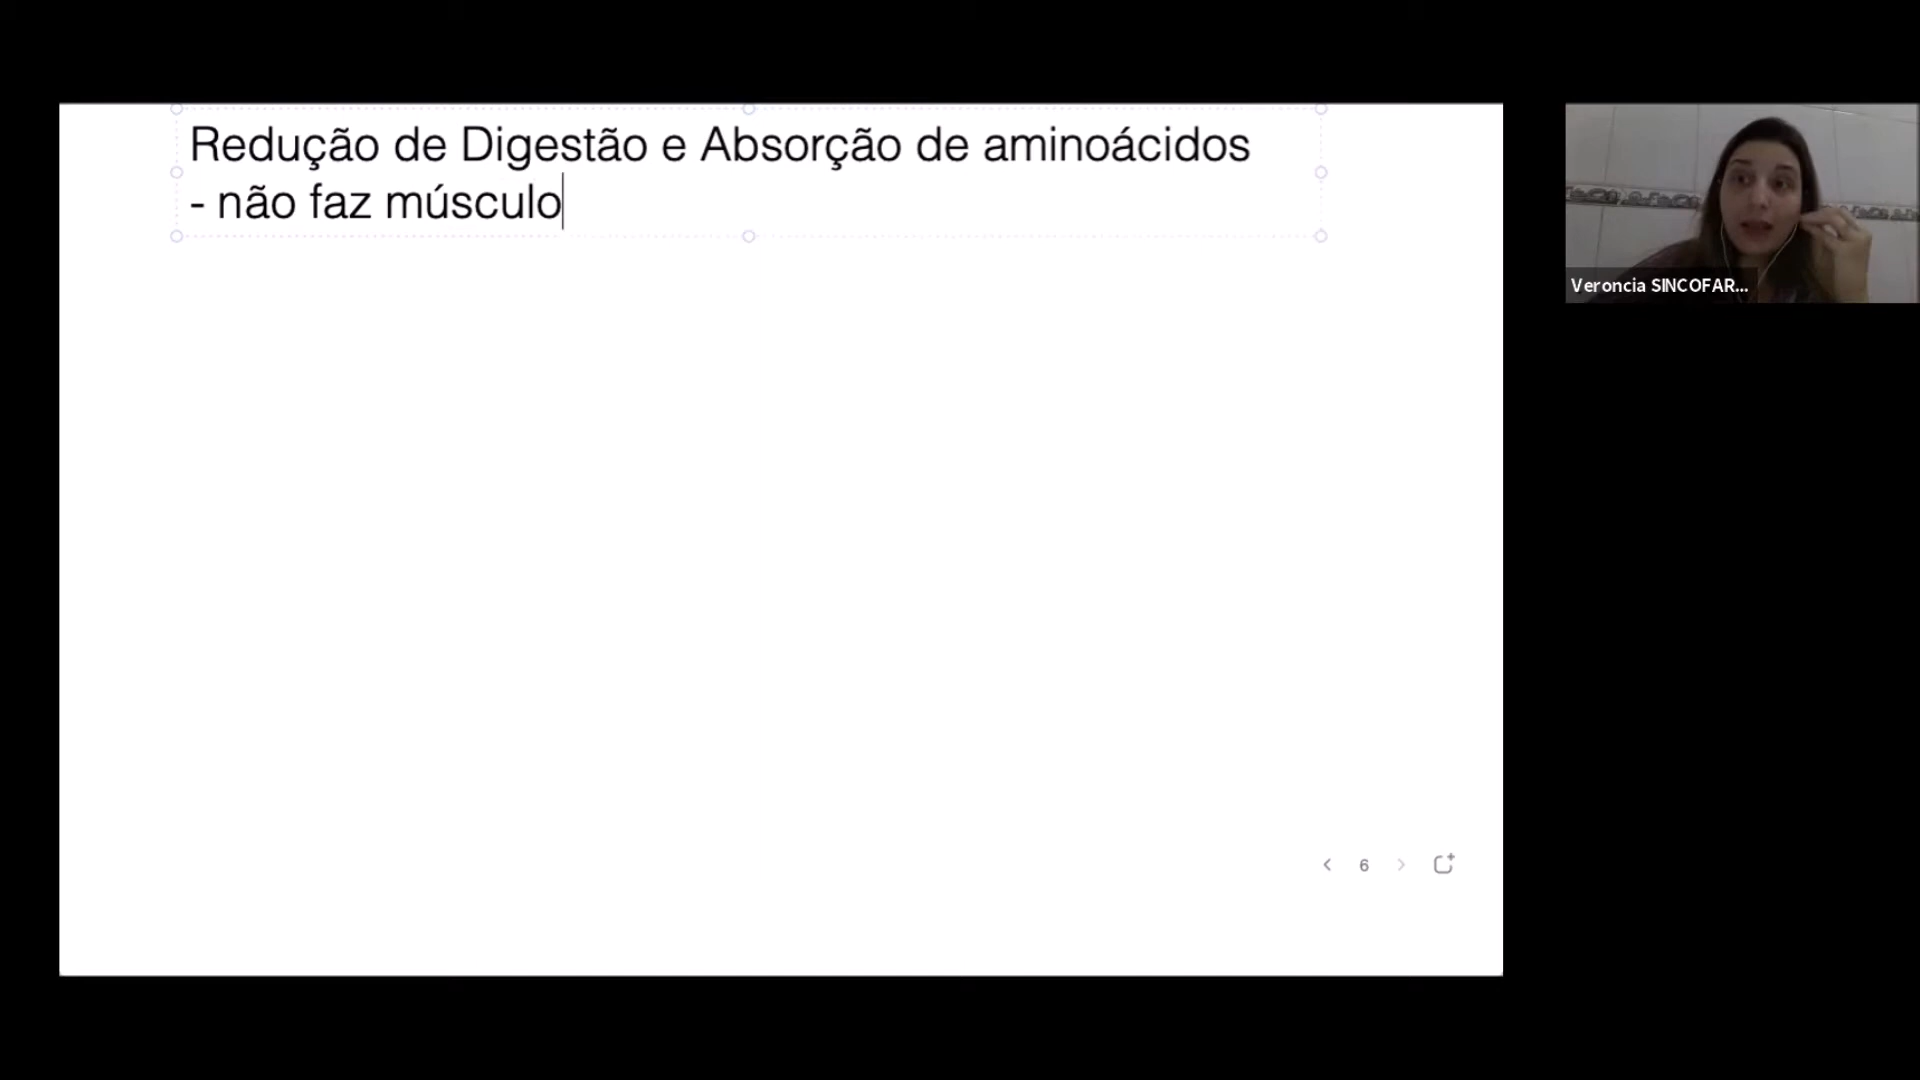 Redução de Digestão e Absorção de aminoácidos
- não faz músculo
Veroncia SINCOFAR...
6